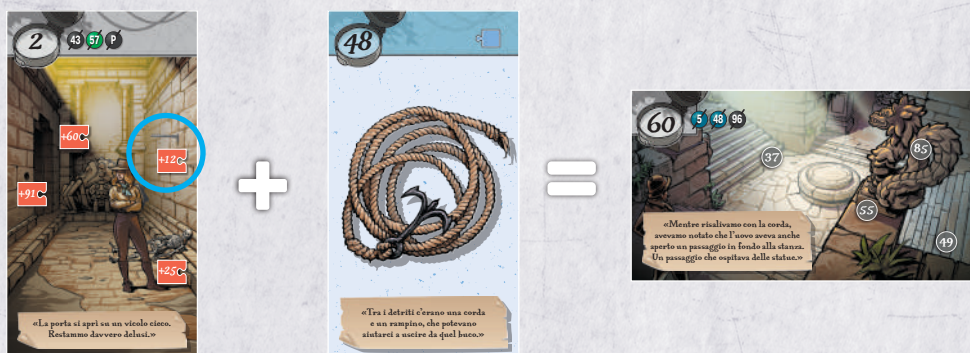 2 43 57 P
+60
+12
+91
+25
«La porta si aprì su un vicolo cieco.
Restammo davvero delusi.»
+
48
«Tra i detriti c'erano una corda
e un rampino, che potevano
aiutarci a uscire da quel buco.»
=
60 5 48 96
37
85
55
49
«Mentre risalivamo con la corda,
avevamo notato che l'uovo aveva anche
aperto un passaggio in fondo alla stanza.
Un passaggio che ospitava delle statue.»